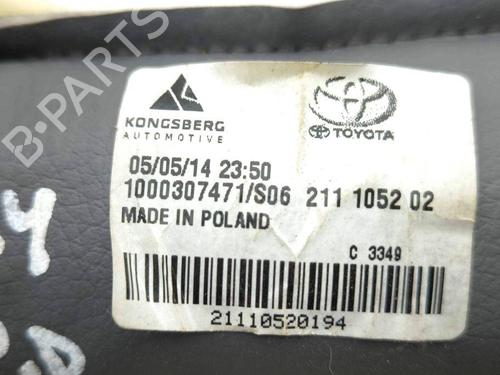 B-PARTS
KONGSBERG
AUTOMOTIVE
TOYOTA
05/05/14 23:50
1000307471/S06 211 1052 02
MADE IN POLAND
C 3349
21110520194